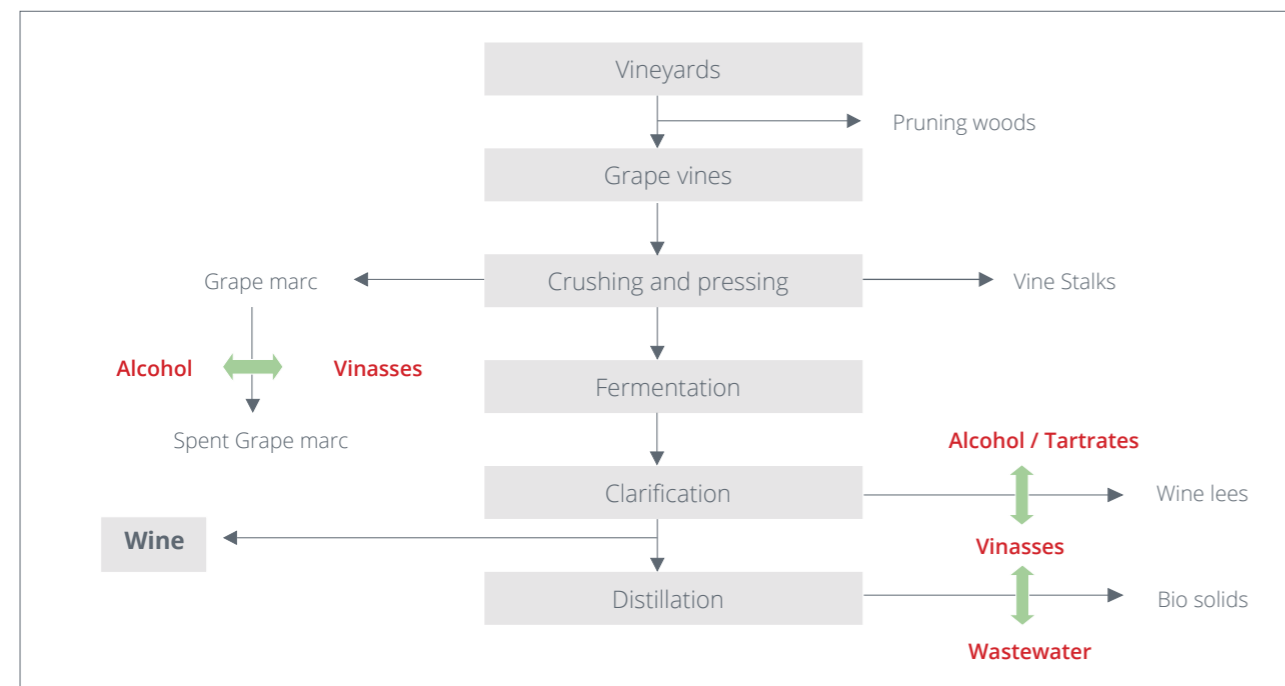 Vineyards
Pruning woods
Grape vines
Grape marc
Crushing and pressing
Vine Stalks
Alcohol
Vinasses
Fermentation
Spent Grape marc
Alcohol / Tartrates
Clarification
Wine lees
Wine
Vinasses
Distillation
Bio solids
Wastewater